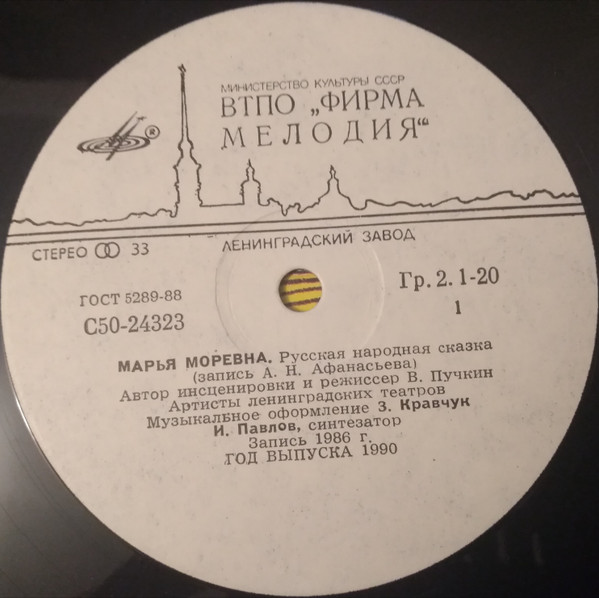 МИНИСТЕРСТВО КУЛЬТУРЫ СССР
ВТПО „ФИРМА
МЕЛОДИЯ“
®
СТЕРЕО 33
ЛЕНИНГРАДСКИЙ ЗАВОД
ГОСТ 5289-88
С50-24323
Гр. 2. 1-20
1
МАРЬЯ МОРЕВНА. Русская народная сказка
(запись А. Н. Афанасьева)
Автор инсценировки и режиссер В. Пучкин
Артисты ленинградских театров
Музыкалбное оформление З. Кравчук
И. Павлов, синтезатор
Запись 1986 г.
ГОД ВЫПУСКА 1990